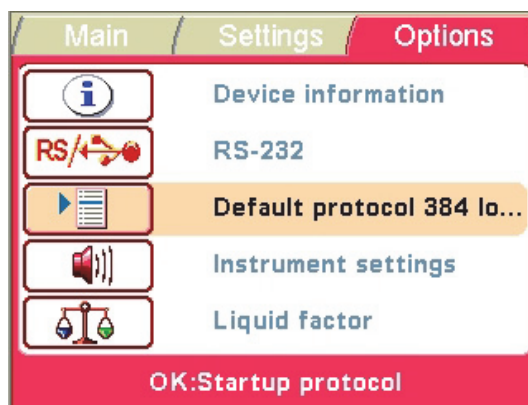 Main Settings Options
Device information
RS/ RS-232
Default protocol 384 lo...
Instrument settings
Liquid factor
OK:Startup protocol